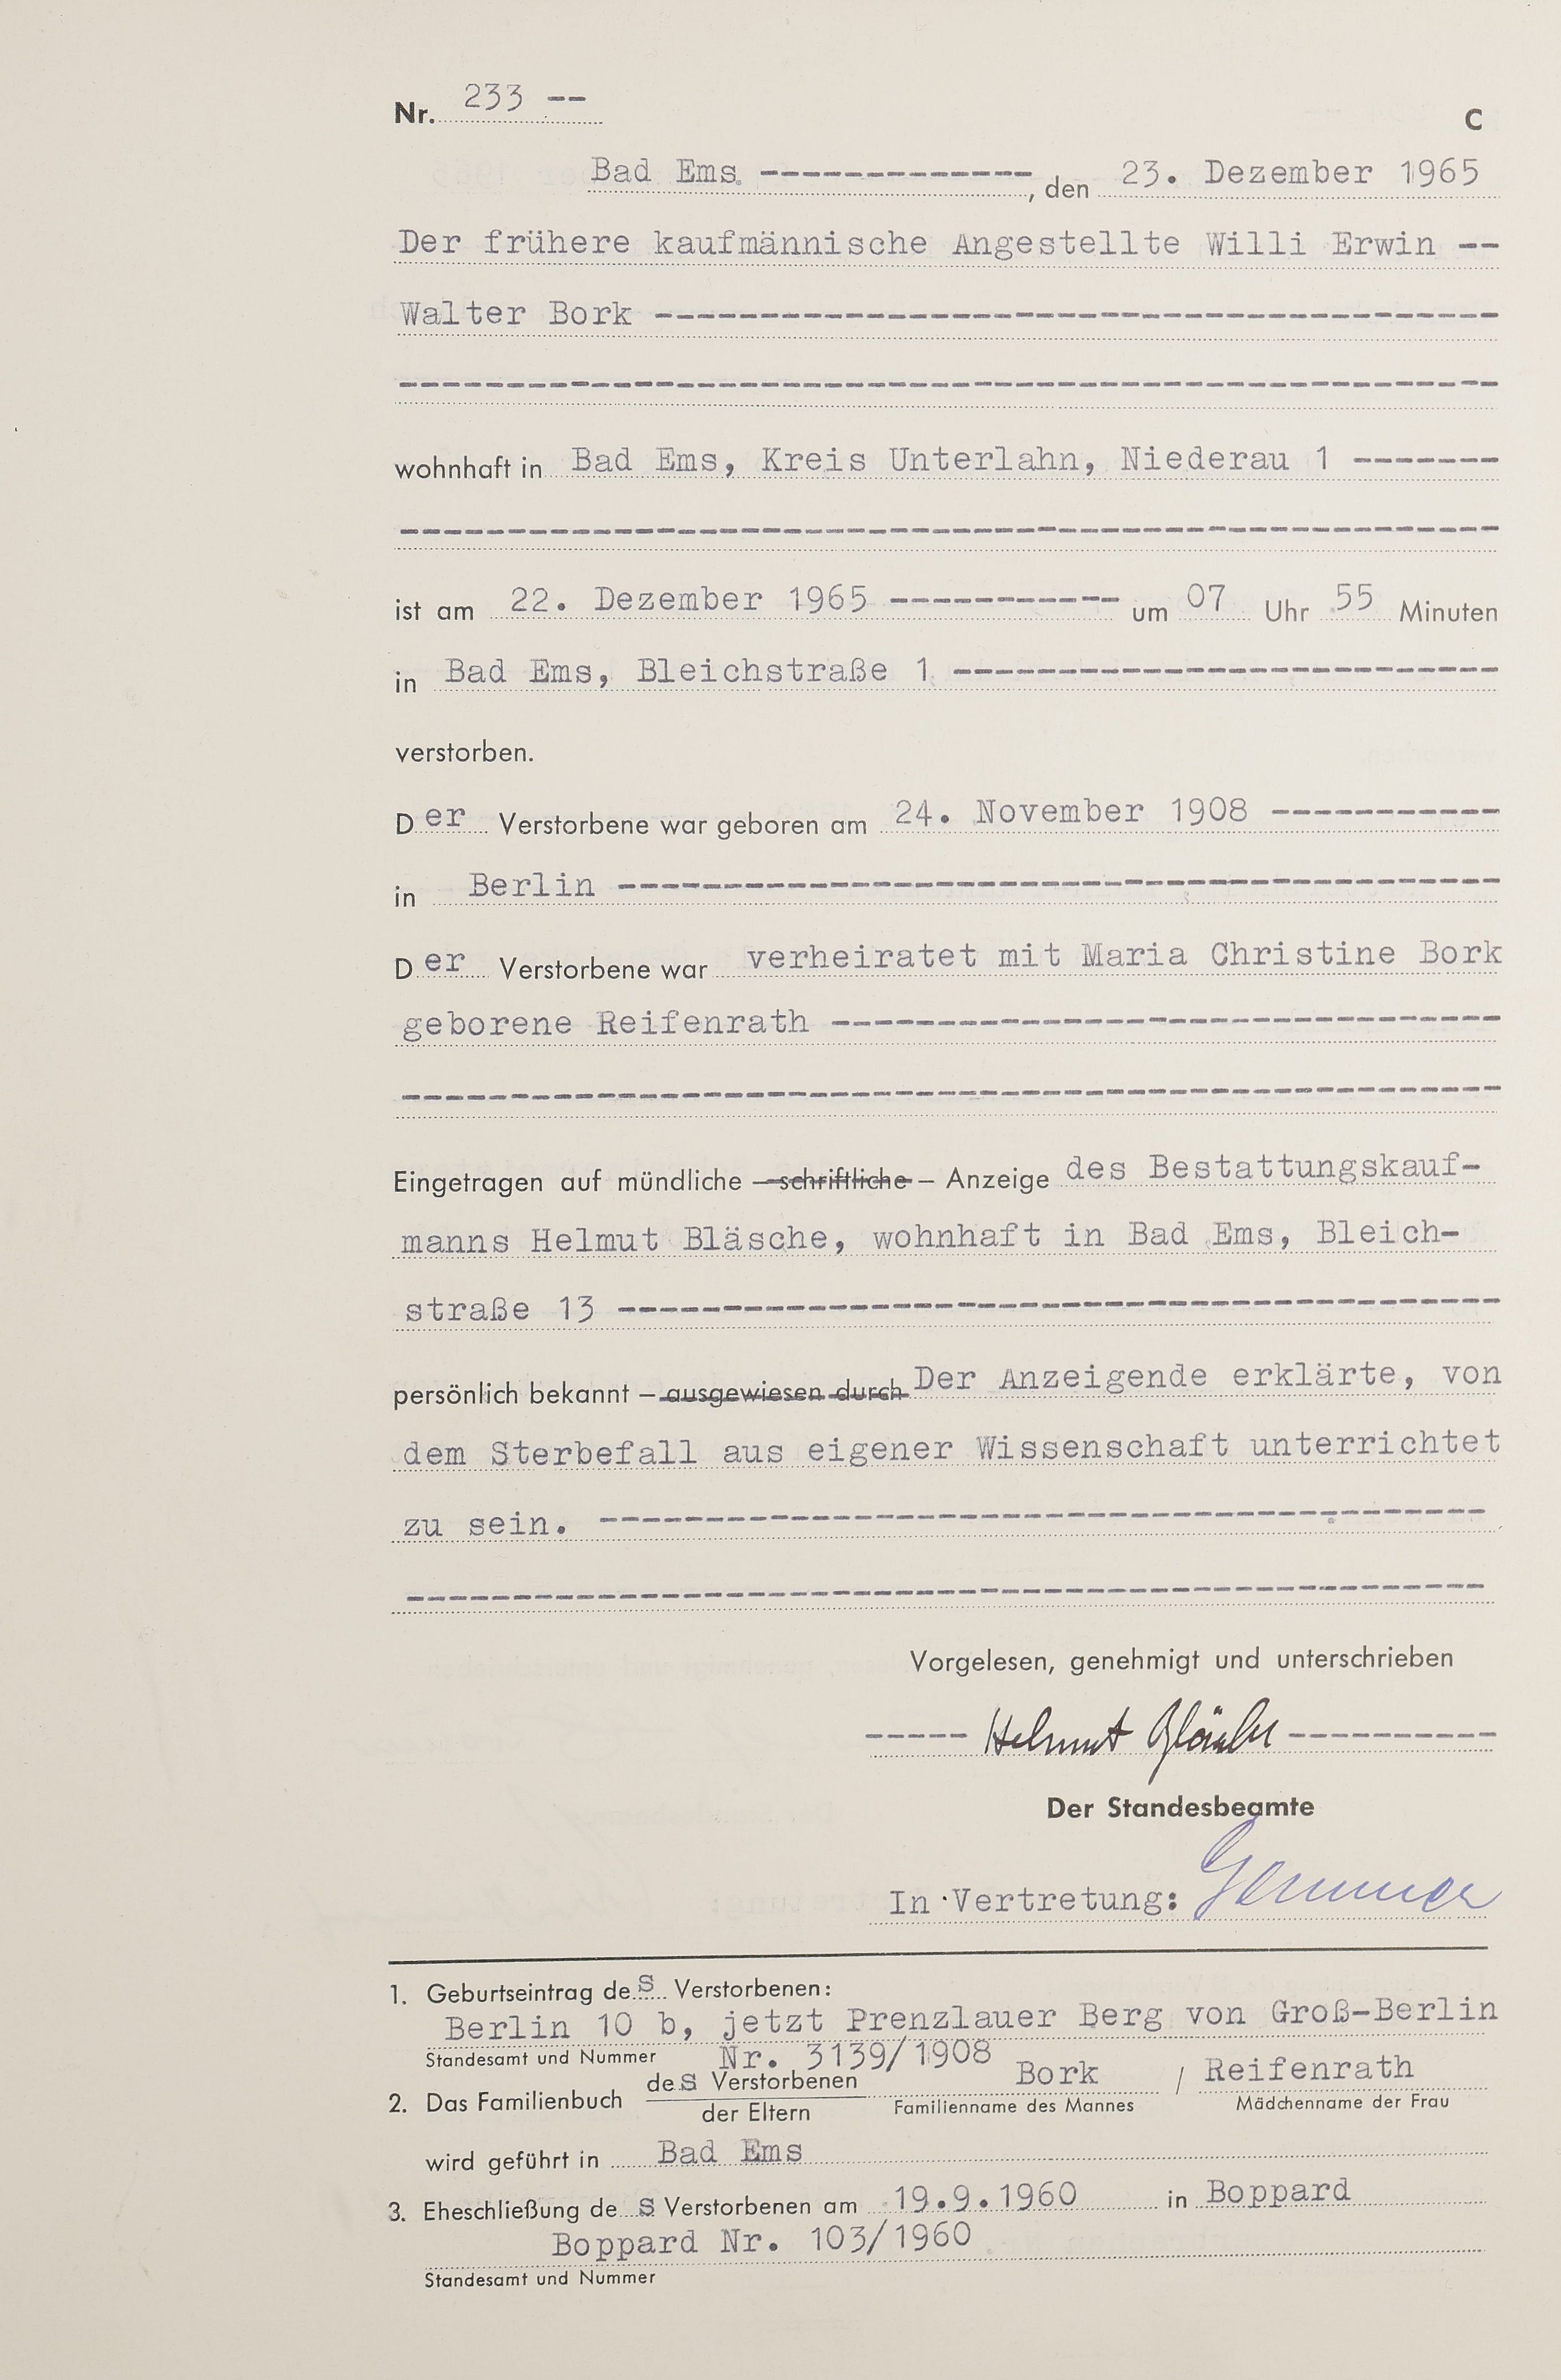 Nr. 233 --
C
Bad Ems -------------, den 23. Dezember 1965
Der frühere kaufmännische Angestellte Willi Erwin --
Walter Bork ----------------------------------------
----------------------------------------------------
wohnhaft in Bad Ems, Kreis Unterlahn, Niederau 1 -------
----------------------------------------------------
ist am 22. Dezember 1965 ----------- um 07 Uhr 55 Minuten
in Bad Ems, Bleichstraße 1 --------------------------
verstorben.
Der Verstorbene war geboren am 24. November 1908 -----------
in Berlin ------------------------------------------
Der Verstorbene war verheiratet mit Maria Christine Bork
geborene Reifenrath --------------------------------
----------------------------------------------------
Eingetragen auf mündliche – schriftliche – Anzeige des Bestattungskauf-
manns Helmut Bläsche, wohnhaft in Bad Ems, Bleich-
straße 13 ------------------------------------------
persönlich bekannt – ausgewiesen durch Der Anzeigende erklärte, von
dem Sterbefall aus eigener Wissenschaft unterrichtet
zu sein. ------------------------------------------
---------------------------------------------------
Vorgelesen, genehmigt und unterschrieben
----- Helmut Bläsche ----------
Der Standesbeamte
In Vertretung:
1. Geburtseintrag des Verstorbenen:
Berlin 10 b, jetzt Prenzlauer Berg von Groß-Berlin
Standesamt und Nummer Nr. 3139/1908
2. Das Familienbuch des Verstorbenen Bork / Reifenrath
der Eltern Familienname des Mannes Mädchenname der Frau
wird geführt in Bad Ems
3. Eheschließung des Verstorbenen am 19.9.1960 in Boppard
Boppard Nr. 103/1960
Standesamt und Nummer